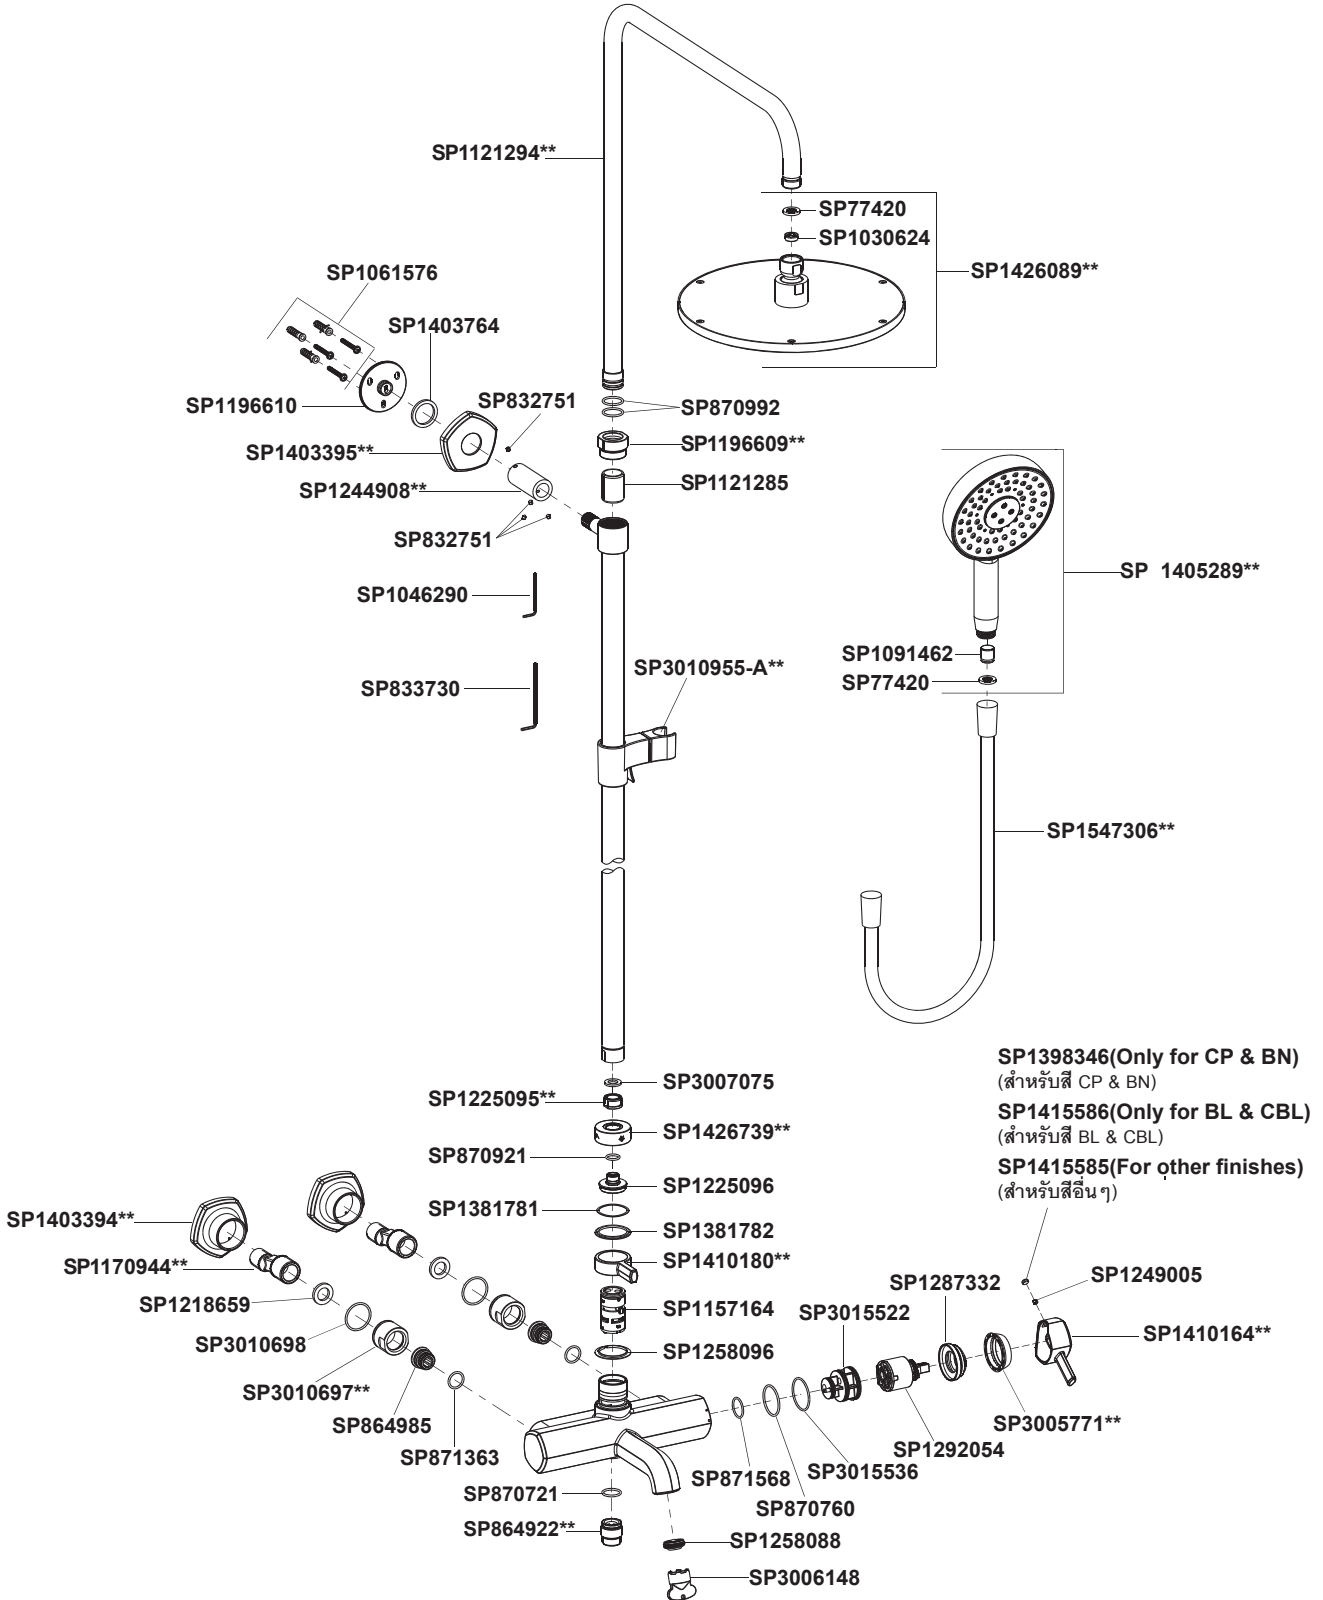 SP1121294**
SP77420
SP1030624
SP1426089**
SP1061576
SP1403764
SP1196610
SP832751
SP870992
SP1403395**
SP1196609**
SP1244908**
SP1121285
SP832751
SP1046290
SP 1405289**
SP1091462
SP77420
SP3010955-A**
SP833730
SP1547306**
SP1398346(Only for CP & BN)
(สำหรับสี CP & BN)
SP1415586(Only for BL & CBL)
(สำหรับสี BL & CBL)
SP1415585(For other finishes)
(สำหรับสีอื่น ๆ)
SP3007075
SP1225095**
SP1426739**
SP870921
SP1225096
SP1381781
SP1381782
SP1410180**
SP1157164
SP1258096
SP1403394**
SP1170944**
SP1218659
SP3010698
SP3010697**
SP864985
SP871363
SP1287332
SP1249005
SP3015522
SP1410164**
SP3005771**
SP1292054
SP3015536
SP871568
SP870760
SP870721
SP864922**
SP1258088
SP3006148